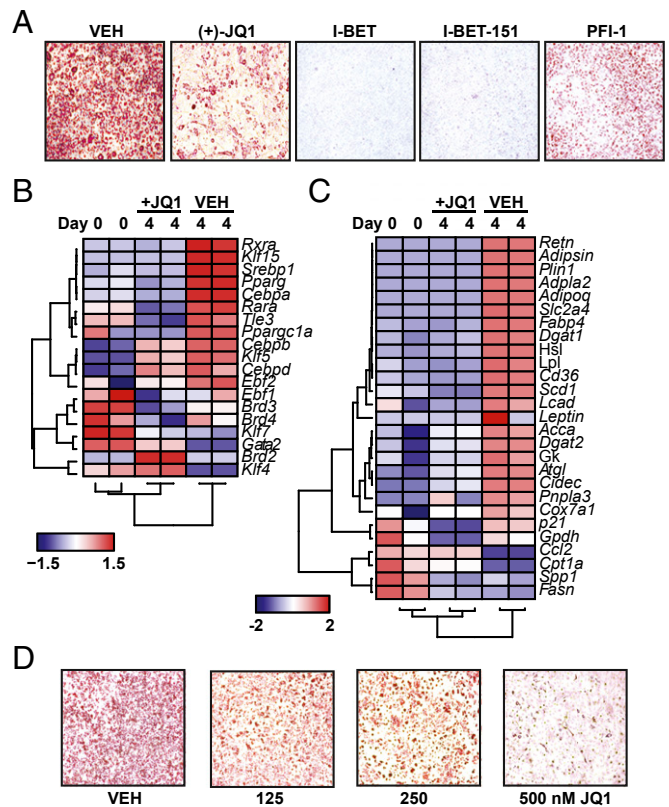 A
VEH (+)-JQ1 I-BET I-BET-151 PFI-1
B
+JQ1 VEH
Day 0 0 4 4 4 4
Rxra
Klf15
Srebp1
Pparg
Cebpa
Rara
Tle3
Ppargc1a
Cebpb
Klf5
Cebpd
Ebf2
Ebf1
Brd3
Brd4
Klf7
Gata2
Brd2
Klf4
−1.5 1.5
C
+JQ1 VEH
Day 0 0 4 4 4 4
Retn
Adipsin
Plin1
Adpla2
Adipoq
Slc2a4
Fabp4
Dgat1
Hsl
Lpl
Cd36
Scd1
Lcad
Leptin
Acca
Dgat2
Gk
Atgl
Cidec
Pnpla3
Cox7a1
p21
Gpdh
Ccl2
Cpt1a
Spp1
Fasn
-2 2
D
VEH 125 250 500 nM JQ1